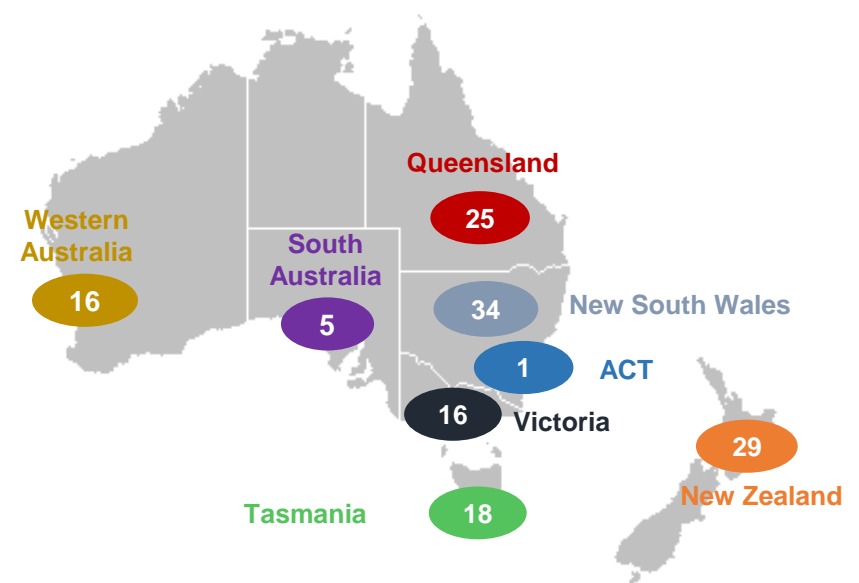 Queensland
25
Western
Australia
16
South
Australia
5
34
New South Wales
1
ACT
16
Victoria
29
New Zealand
Tasmania
18